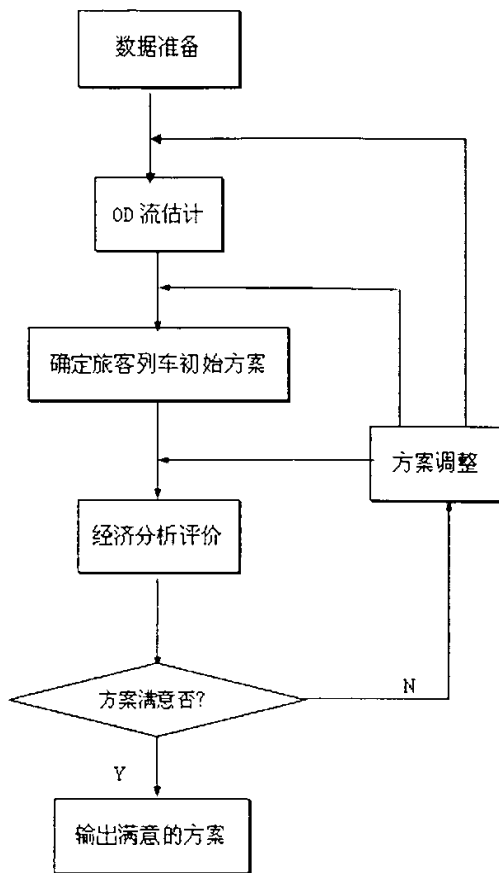 数据准备
OD 流估计
确定旅客列车初始方案
方案调整
经济分析评价
方案满意否?
N
Y
输出满意的方案